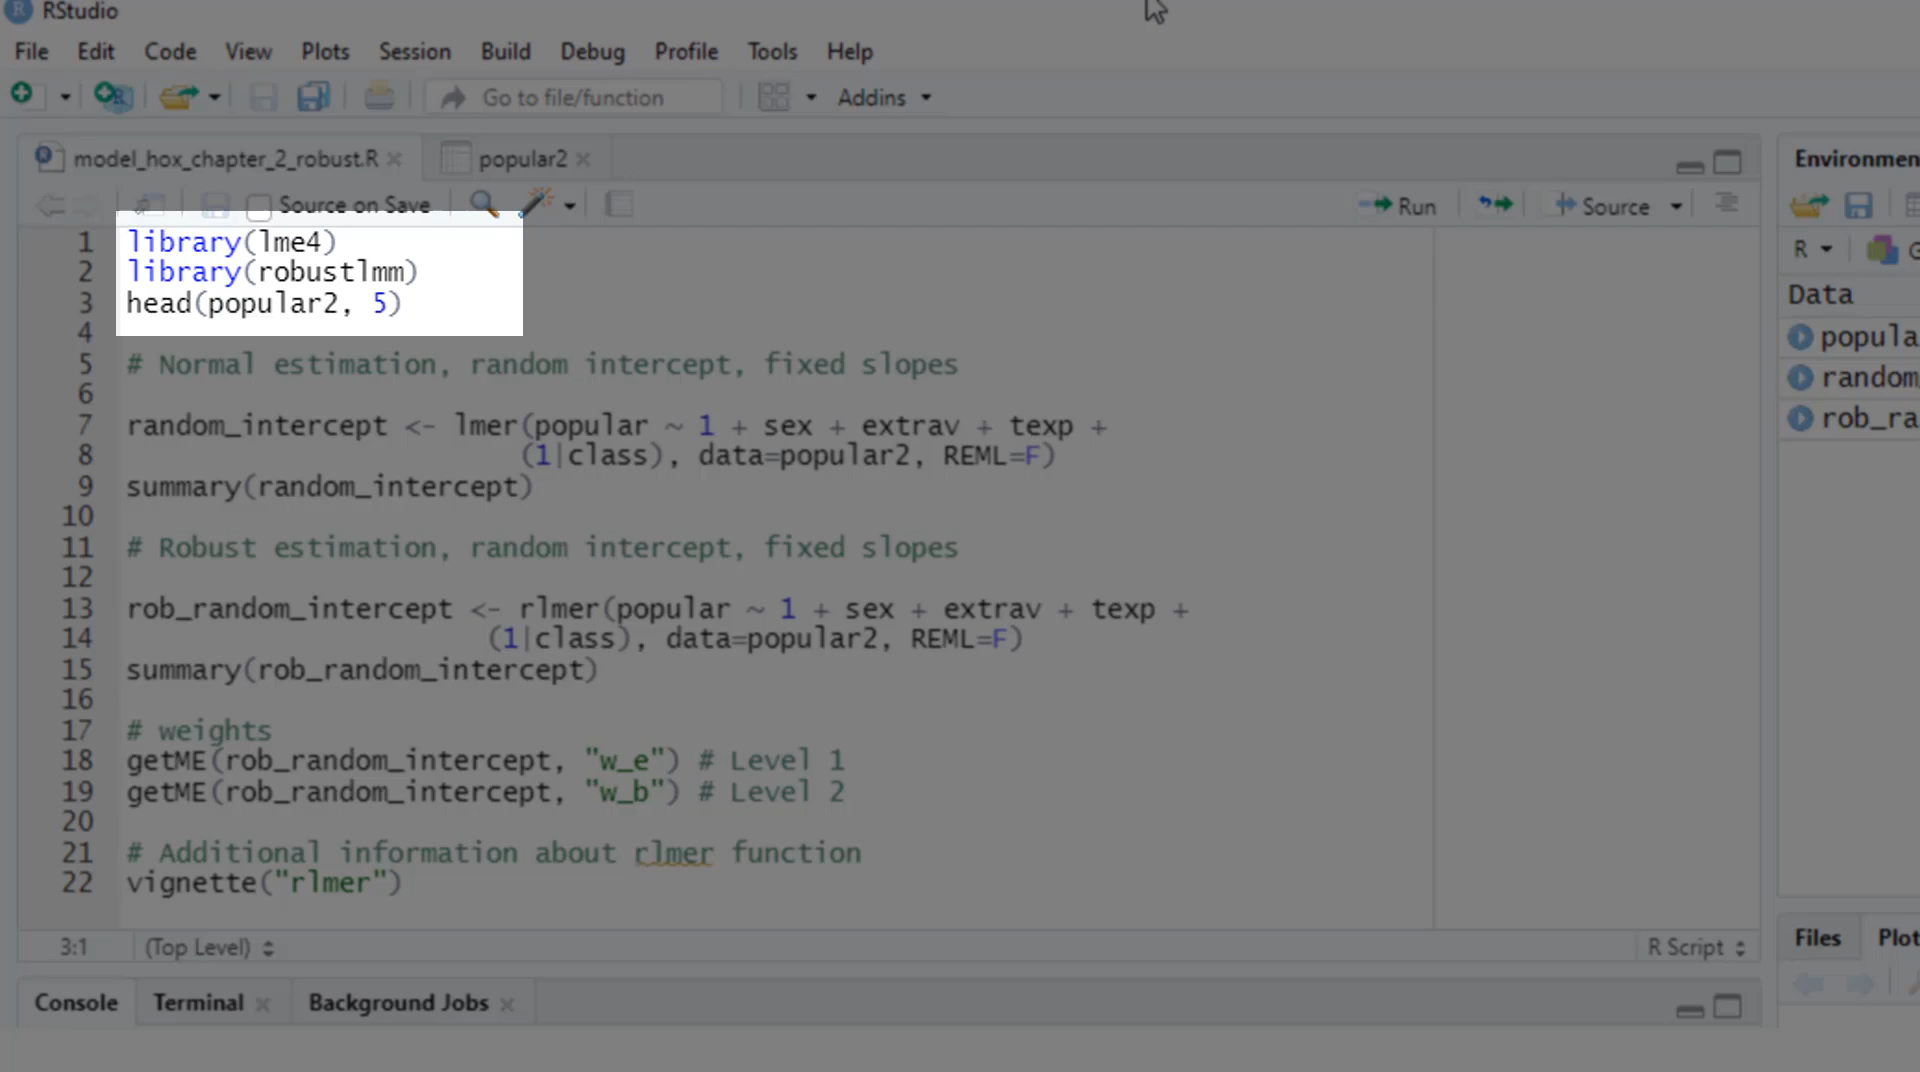 RStudio
File Edit Code View Plots Session Build Debug Profile Tools Help
Go to file/function Addins
model_hox_chapter_2_robust.R popular2
Source on Save Run Source
1 library(lme4)
2 library(robustlmm)
3 head(popular2, 5)
4
5 # Normal estimation, random intercept, fixed slopes
6
7 random_intercept <- lmer(popular ~ 1 + sex + extrav + texp +
8 (1|class), data=popular2, REML=F)
9 summary(random_intercept)
10
11 # Robust estimation, random intercept, fixed slopes
12
13 rob_random_intercept <- rlmer(popular ~ 1 + sex + extrav + texp +
14 (1|class), data=popular2, REML=F)
15 summary(rob_random_intercept)
16
17 # weights
18 getME(rob_random_intercept, "w_e") # Level 1
19 getME(rob_random_intercept, "w_b") # Level 2
20
21 # Additional information about rlmer function
22 vignette("rlmer")
3:1 (Top Level) R Script
Console Terminal Background Jobs
Environmen
R G
Data
popula
random
rob_ra
Files Plot